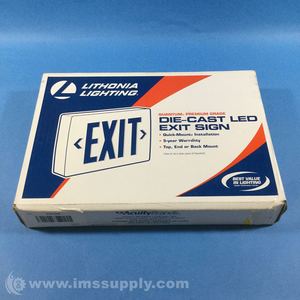 LITHONIA
LIGHTING
QUANTUM® PREMIUM GRADE
DIE-CAST LED
EXIT SIGN
• Quick-Mount® Installation
• 5-year Warranty
• Top, End or Back Mount
EXIT
BEST VALUE
IN LIGHTING
AcuityBrands
© www.imssupply.com